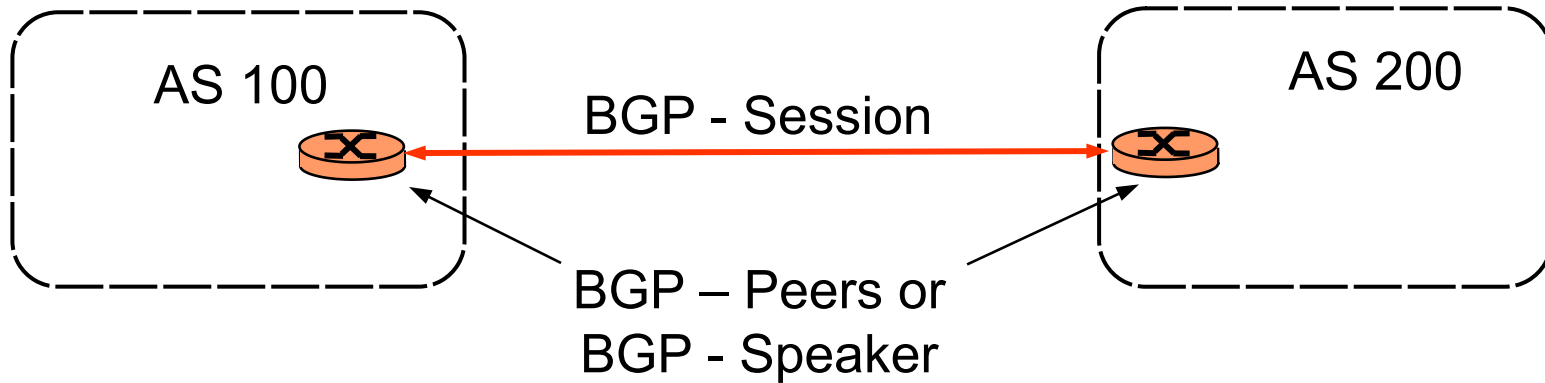 AS 100
AS 200
BGP - Session
BGP – Peers or
BGP - Speaker